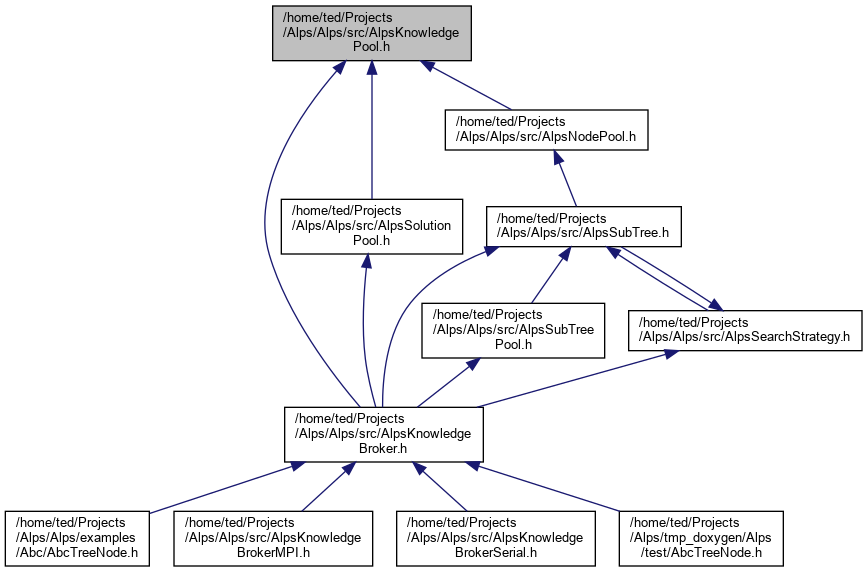 /home/ted/Projects
/Alps/Alps/src/AlpsKnowledge
Pool.h
/home/ted/Projects
/Alps/Alps/src/AlpsNodePool.h
/home/ted/Projects
/Alps/Alps/src/AlpsSolution
Pool.h
/home/ted/Projects
/Alps/Alps/src/AlpsSubTree.h
/home/ted/Projects
/Alps/Alps/src/AlpsSubTree
Pool.h
/home/ted/Projects
/Alps/Alps/src/AlpsSearchStrategy.h
/home/ted/Projects
/Alps/Alps/src/AlpsKnowledge
Broker.h
/home/ted/Projects
/Alps/Alps/examples
/Abc/AbcTreeNode.h
/home/ted/Projects
/Alps/Alps/src/AlpsKnowledge
BrokerMPI.h
/home/ted/Projects
/Alps/Alps/src/AlpsKnowledge
BrokerSerial.h
/home/ted/Projects
/Alps/tmp_doxygen/Alps
/test/AbcTreeNode.h